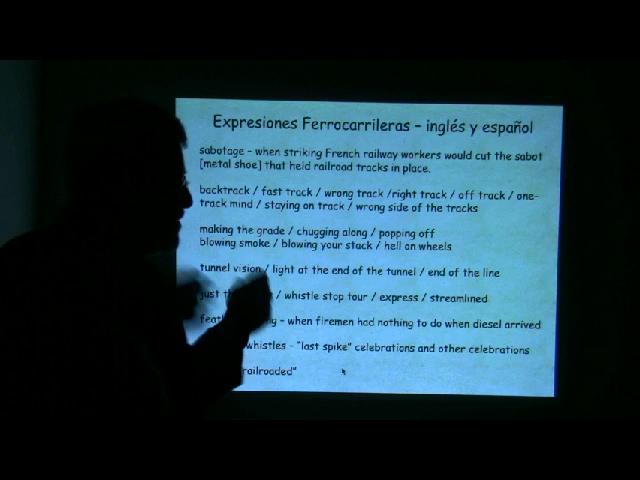 Expresiones Ferrocarrileras – inglés y español
sabotage – when striking French railway workers would cut the sabot
[metal shoe] that held railroad tracks in place.
backtrack / fast track / wrong track /right track / off track / one-
track mind / staying on track / wrong side of the tracks
making the grade / chugging along / popping off
blowing smoke / blowing your stack / hell on wheels
tunnel vision / light at the end of the tunnel / end of the line
just / whistle stop tour / express / streamlined
– when firemen had nothing to do when diesel arrived
whistles – "last spike" celebrations and other celebrations
railroaded"